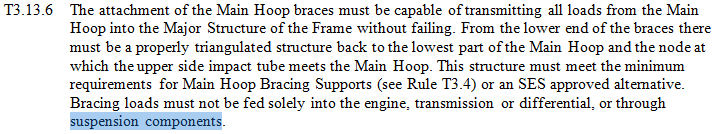 T3.13.6 The attachment of the Main Hoop braces must be capable of transmitting all loads from the Main
Hoop into the Major Structure of the Frame without failing. From the lower end of the braces there
must be a properly triangulated structure back to the lowest part of the Main Hoop and the node at
which the upper side impact tube meets the Main Hoop. This structure must meet the minimum
requirements for Main Hoop Bracing Supports (see Rule T3.4) or an SES approved alternative.
Bracing loads must not be fed solely into the engine, transmission or differential, or through
suspension components.